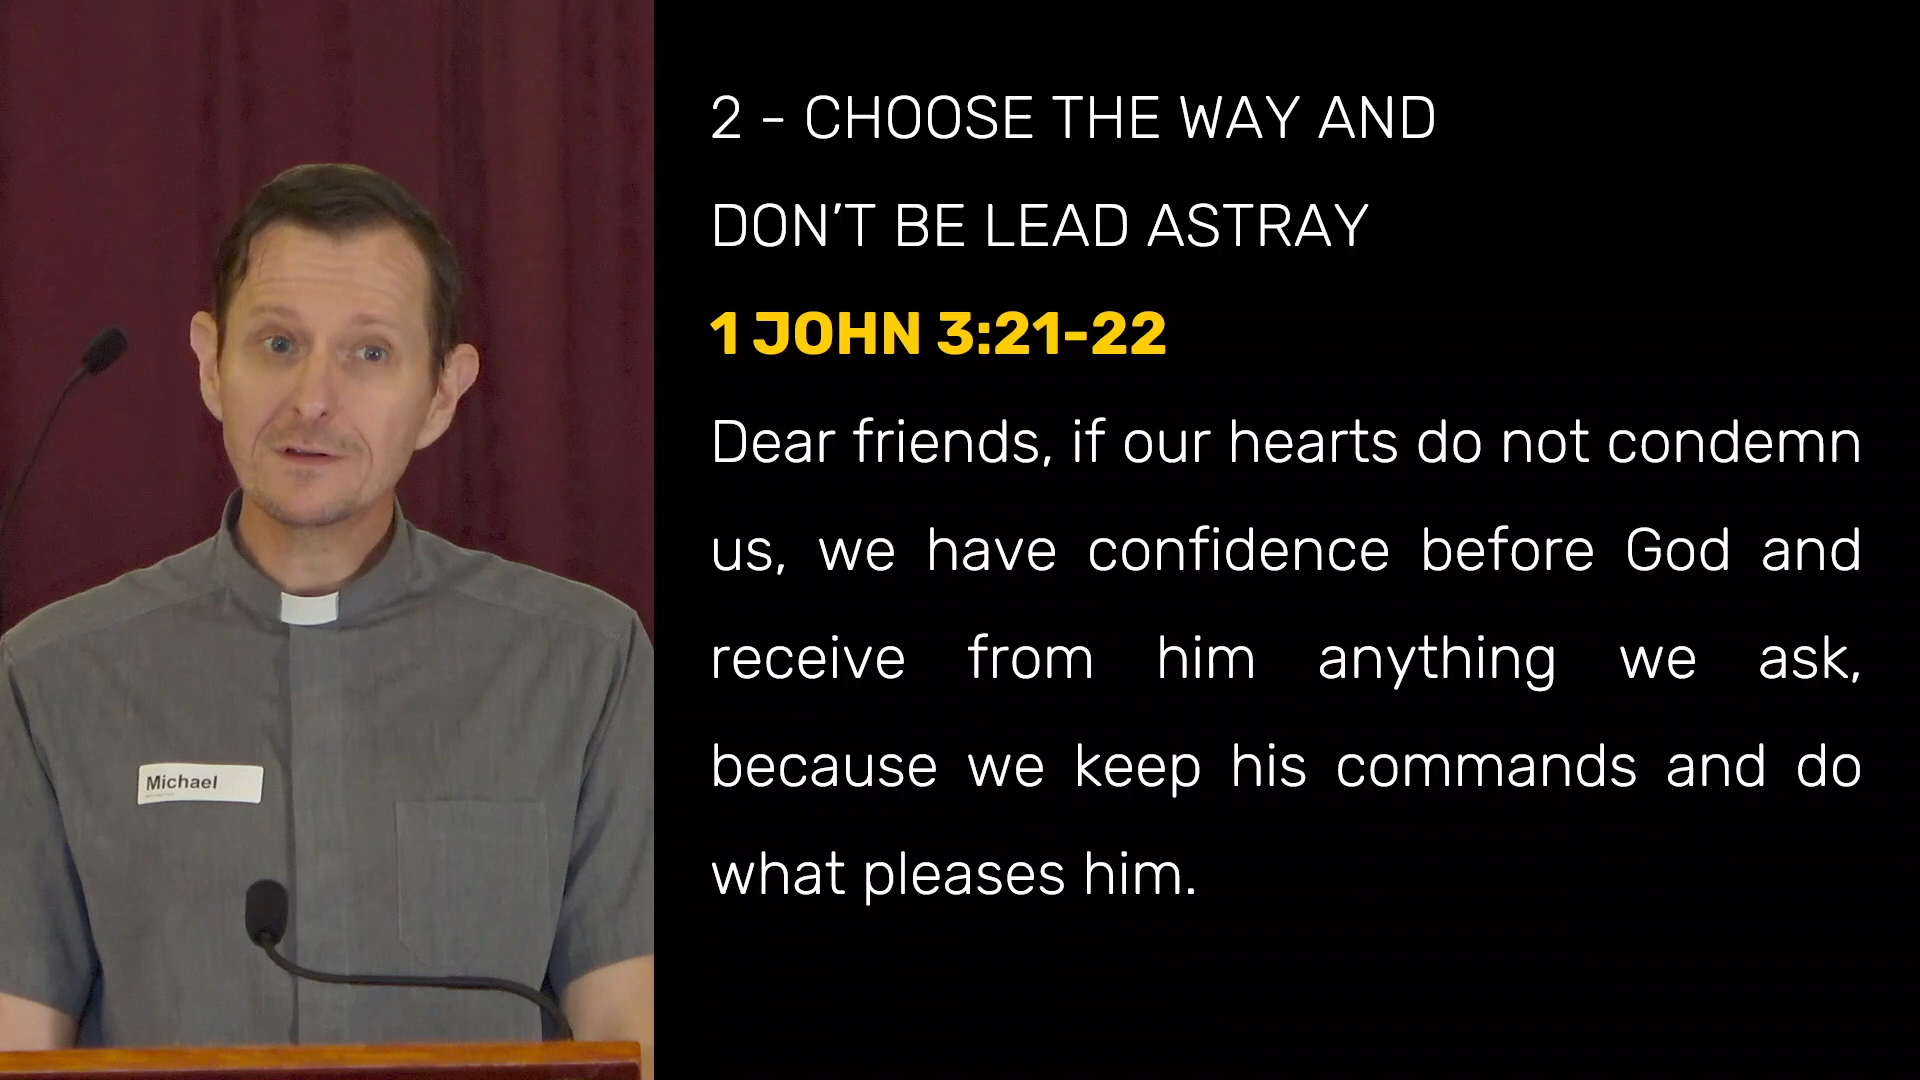 2 - CHOOSE THE WAY AND
DON'T BE LEAD ASTRAY
1 JOHN 3:21-22
Dear friends, if our hearts do not condemn
us, we have confidence before God and
receive from him anything we ask,
because we keep his commands and do
what pleases him.
Michael